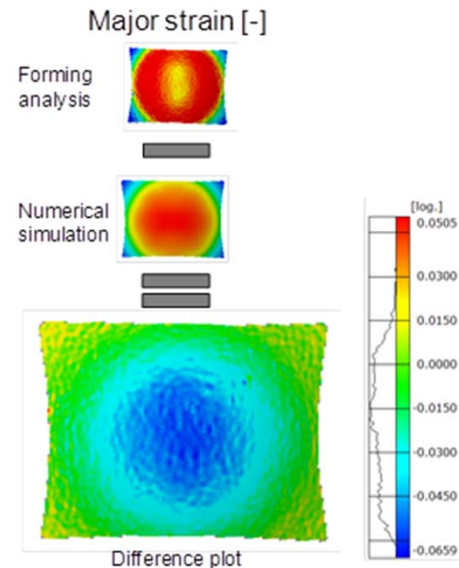 Major strain [-]
Forming
analysis
Numerical
simulation
[log.]
0.0505
0.0300
0.0150
0.0000
-0.0150
-0.0300
-0.0450
-0.0659
Difference plot